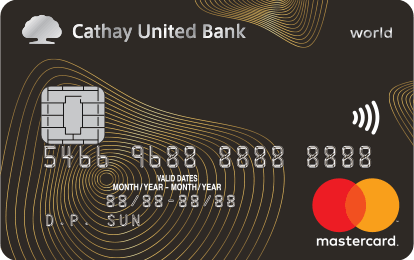 Cathay United Bank
world
5466 9688 8888 8888
VALID DATES
MONTH/YEAR - MONTH/YEAR
88/88-88/88
D.P. SUN
mastercard.